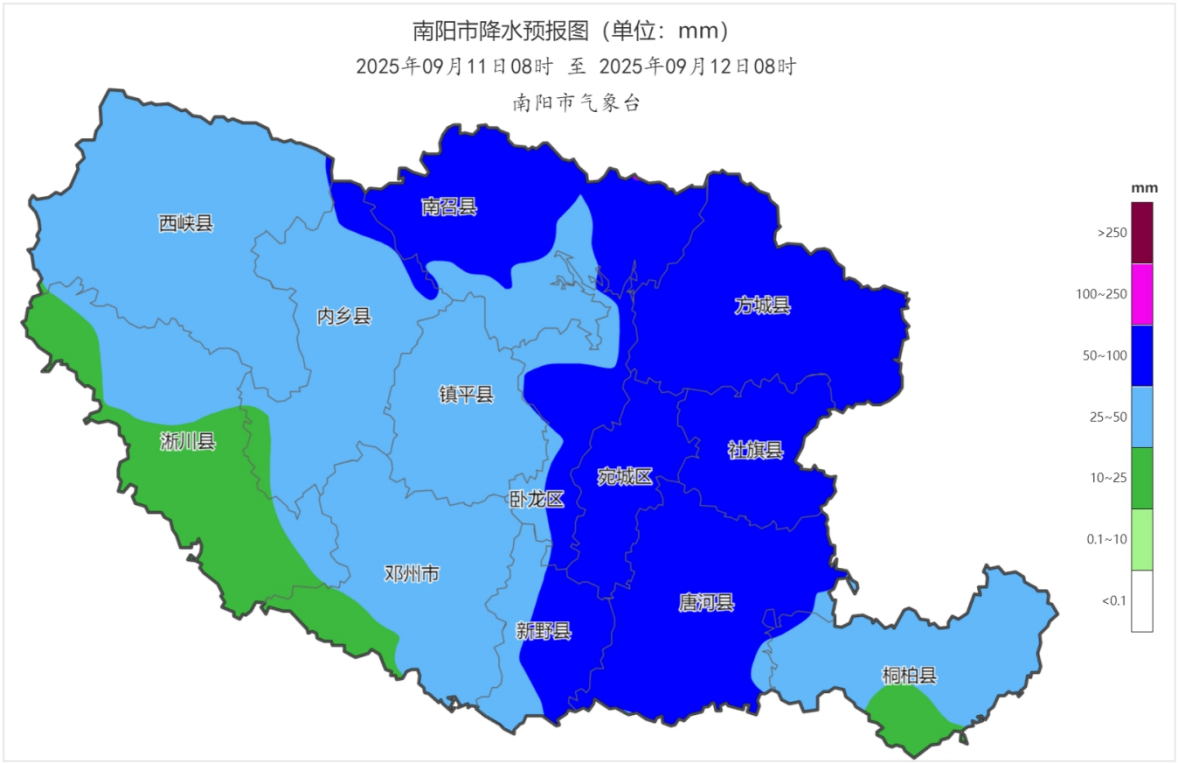 南阳市降水预报图（单位：mm）
2025年09月11日08时 至 2025年09月12日08时
南阳市气象台
mm
>250
100~250
50~100
25~50
10~25
0.1~10
<0.1
南召县
西峡县
方城县
内乡县
镇平县
淅川县
社旗县
宛城区
卧龙区
邓州市
唐河县
新野县
桐柏县